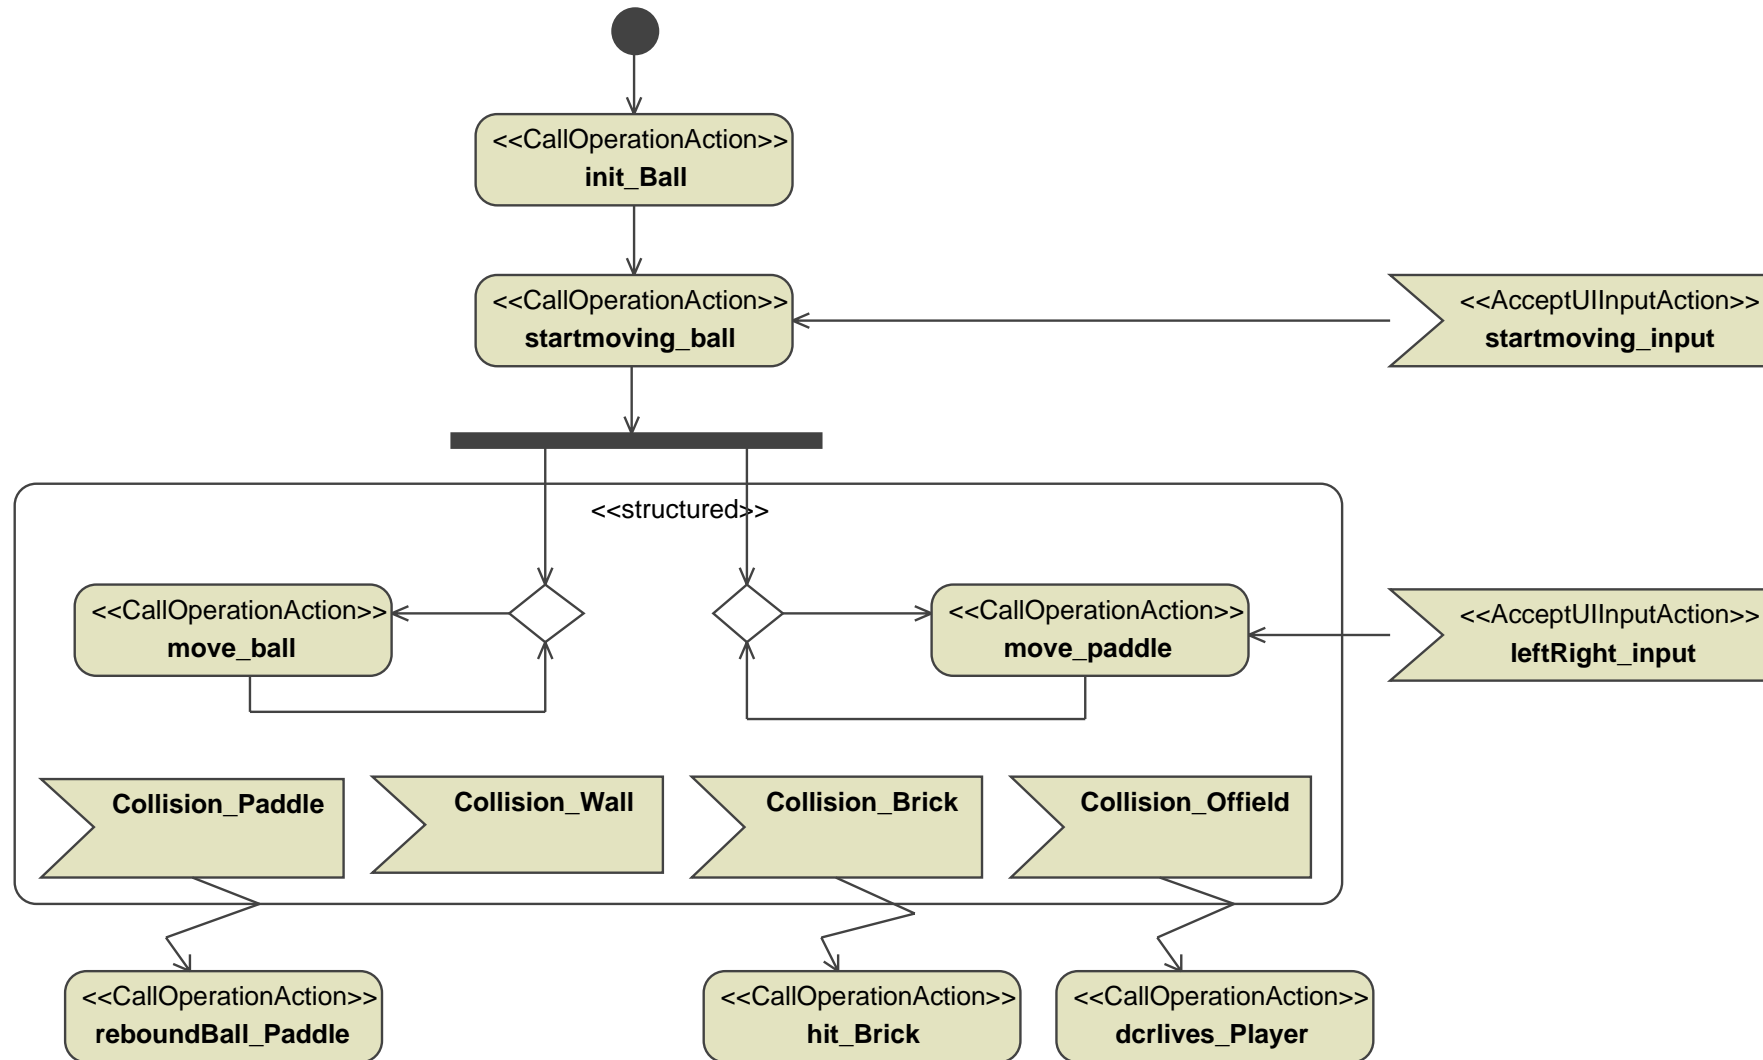 <<CallOperationAction>>
init_Ball
<<CallOperationAction>>
startmoving_ball
<<AcceptUIInputAction>>
startmoving_input
<<structured>>
<<CallOperationAction>>
move_ball
<<CallOperationAction>>
move_paddle
<<AcceptUIInputAction>>
leftRight_input
Collision_Paddle
Collision_Wall
Collision_Brick
Collision_Offield
<<CallOperationAction>>
reboundBall_Paddle
<<CallOperationAction>>
hit_Brick
<<CallOperationAction>>
dcrlives_Player